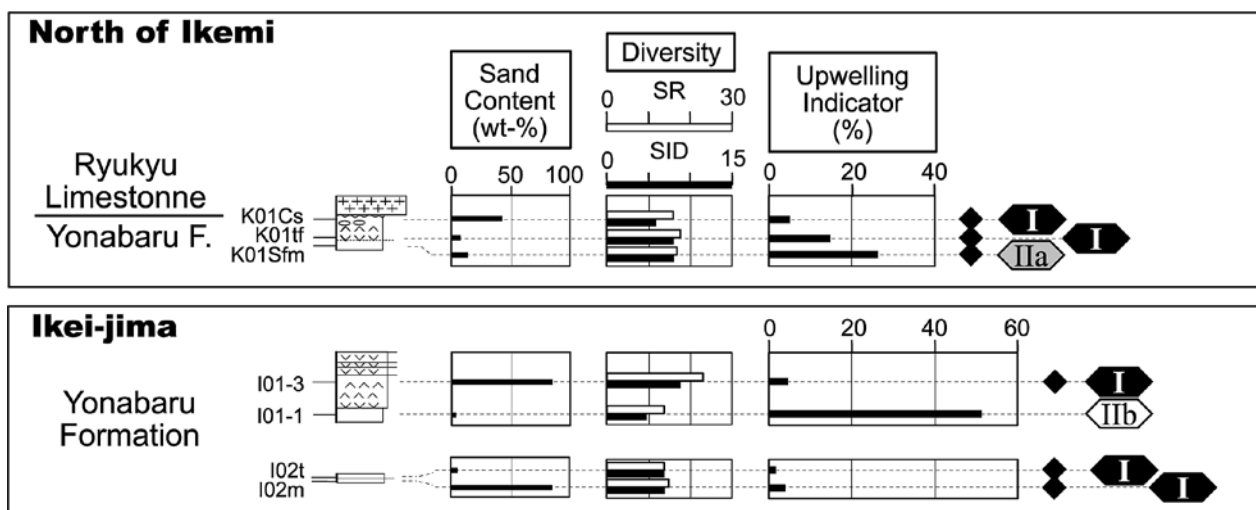 North of Ikemi
Sand
Content
(wt-%)
0 50 100
Diversity
0 SR 30
0 SID 15
Upwelling
Indicator
(%)
0 20 40
Ryukyu
Limestonne
Yonabaru F.
K01Cs
K01tf
K01Sfm
I
I
IIa
Ikei-jima
0 20 40 60
Yonabaru
Formation
I01-3
I01-1
I
IIb
I02t
I02m
I
I